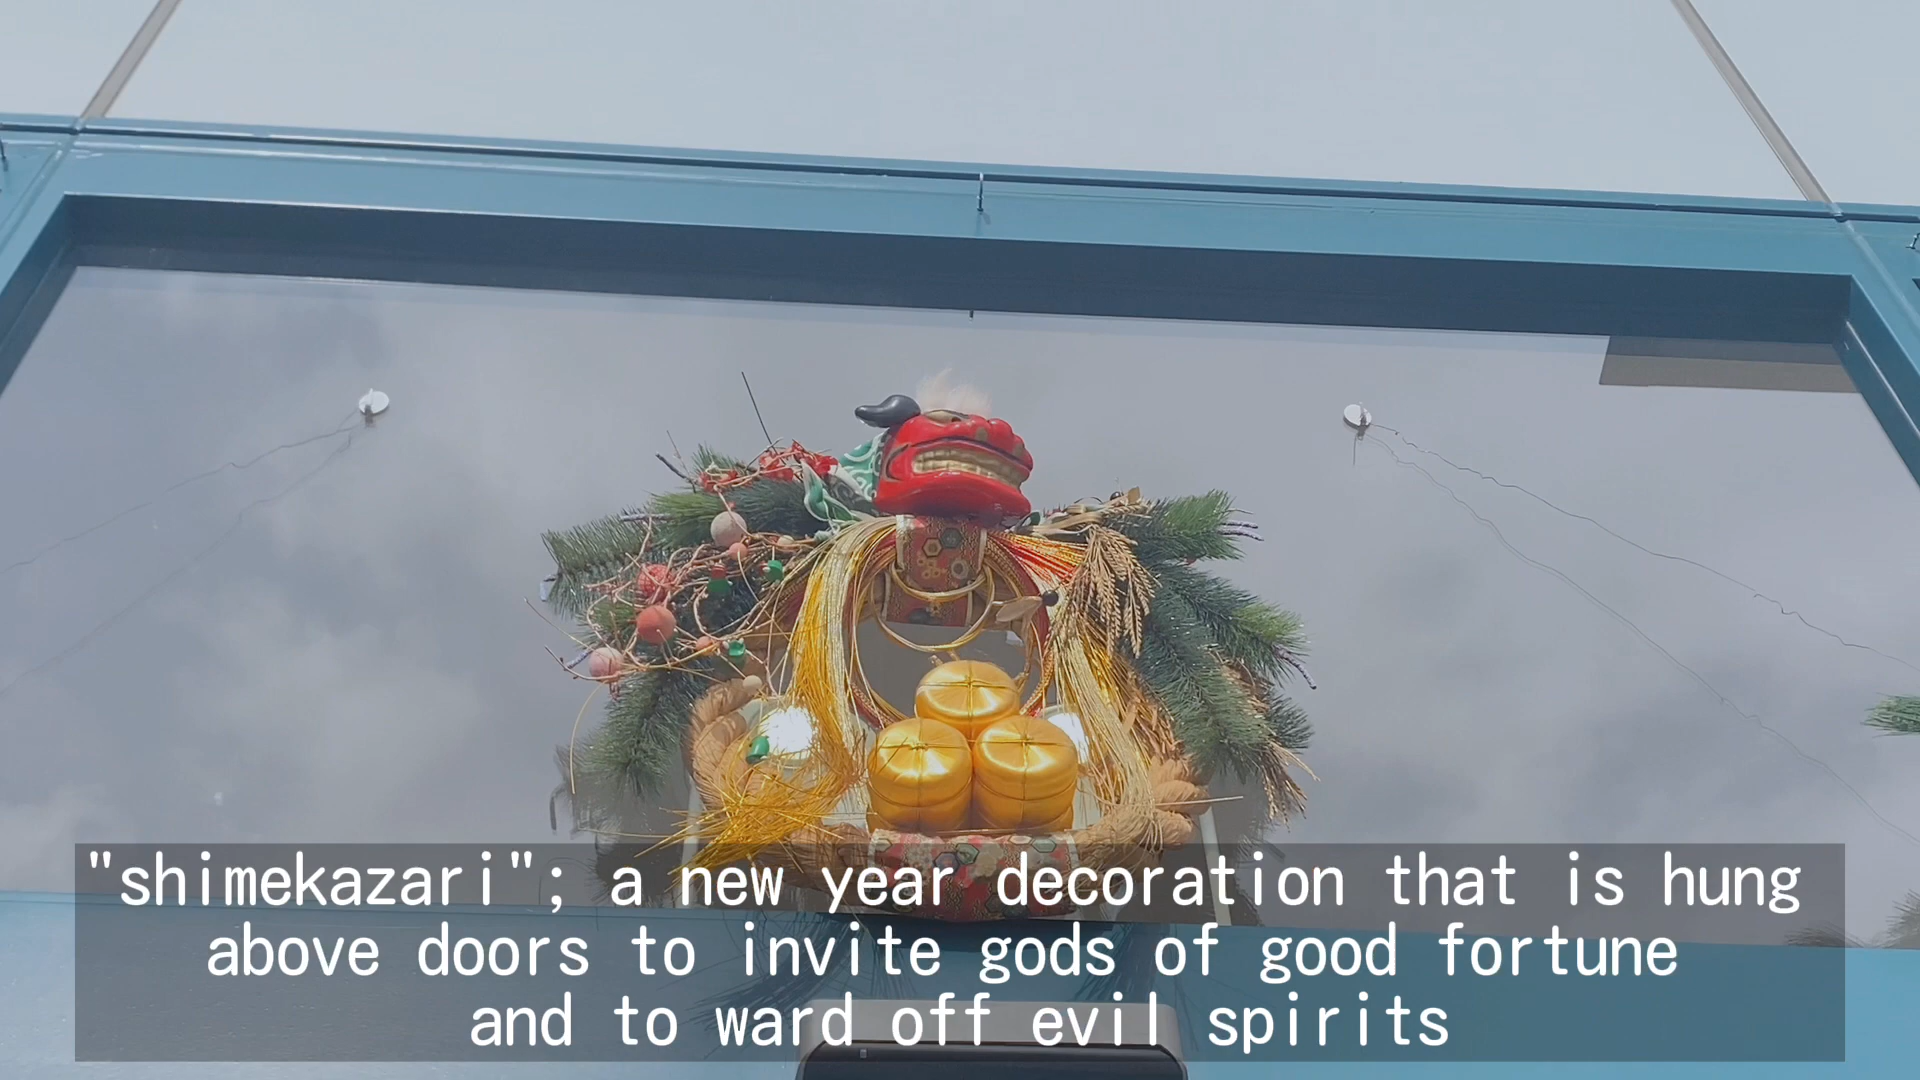 "shimekazari"; a new year decoration that is hung
above doors to invite gods of good fortune
and to ward off evil spirits